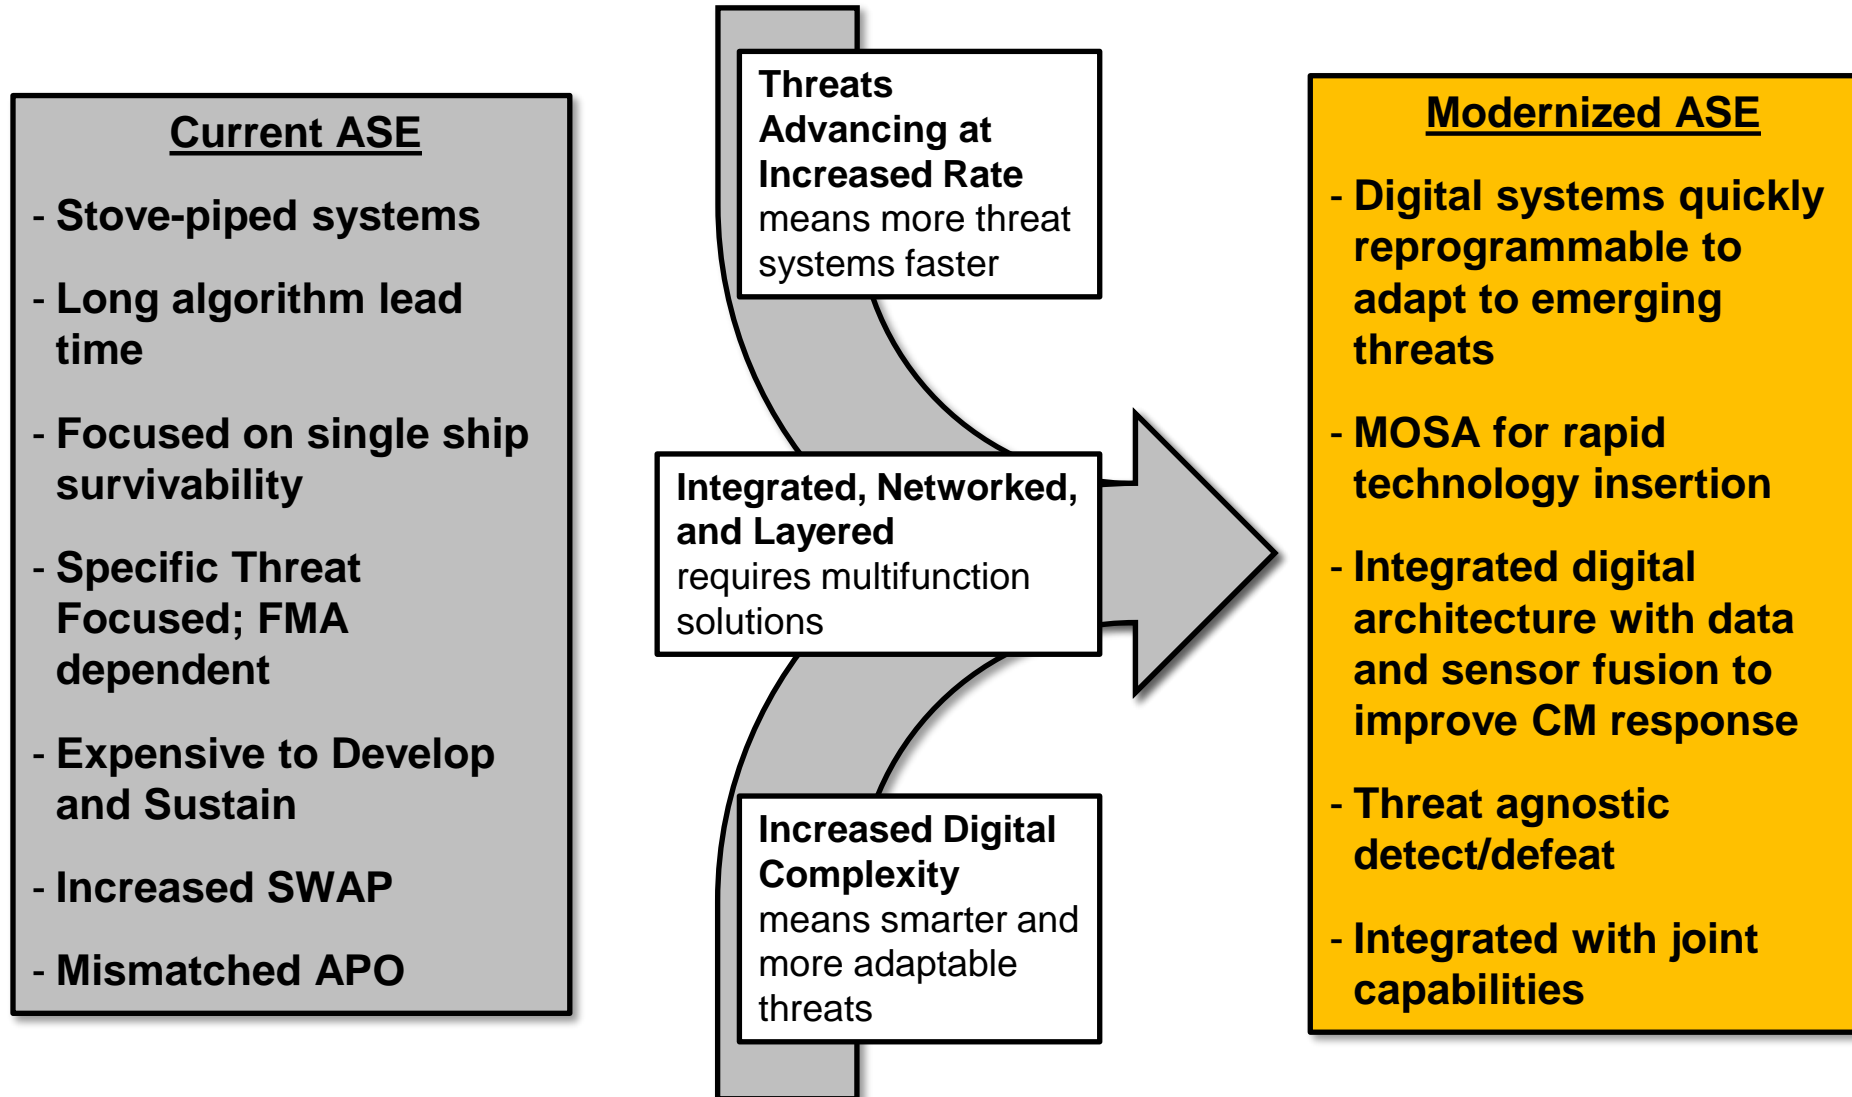 Current ASE
- Stove-piped systems
- Long algorithm lead
time
- Focused on single ship
survivability
- Specific Threat
Focused; FMA
dependent
- Expensive to Develop
and Sustain
- Increased SWAP
- Mismatched APO
Threats
Advancing at
Increased Rate
means more threat
systems faster
Integrated, Networked,
and Layered
requires multifunction
solutions
Increased Digital
Complexity
means smarter and
more adaptable
threats
Modernized ASE
- Digital systems quickly
reprogrammable to
adapt to emerging
threats
- MOSA for rapid
technology insertion
- Integrated digital
architecture with data
and sensor fusion to
improve CM response
- Threat agnostic
detect/defeat
- Integrated with joint
capabilities